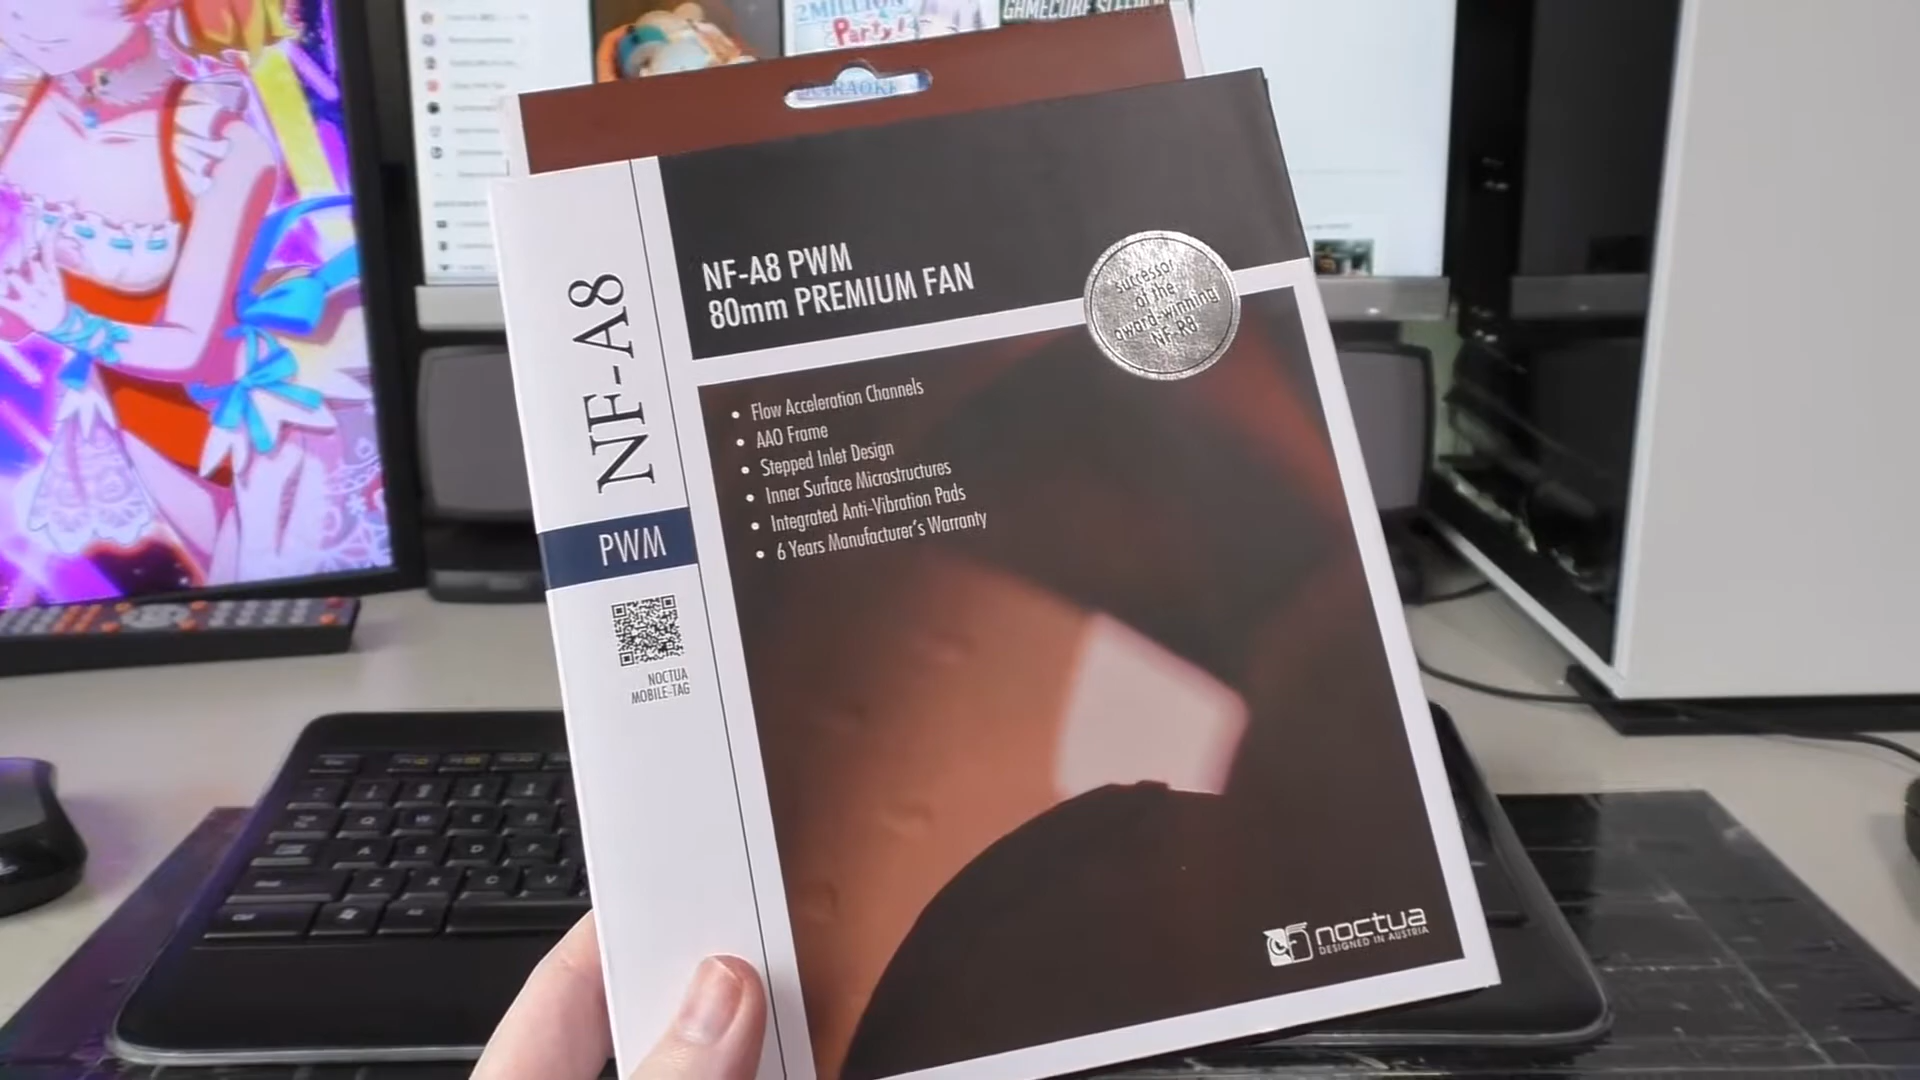 2MILLION
Party!
GAMECUBE
KARAOKE
NF-A8 PWM
80mm PREMIUM FAN
successor
of the
award-winning
NF-R8
NF-A8
PWM
NOCTUA
MOBILE-TAG
• Flow Acceleration Channels
• AAO Frame
• Stepped Inlet Design
• Inner Surface Microstructures
• Integrated Anti-Vibration Pads
• 6 Years Manufacturer's Warranty
noctua
DESIGNED IN AUSTRIA
Q W E R
A S D F
Z X C V